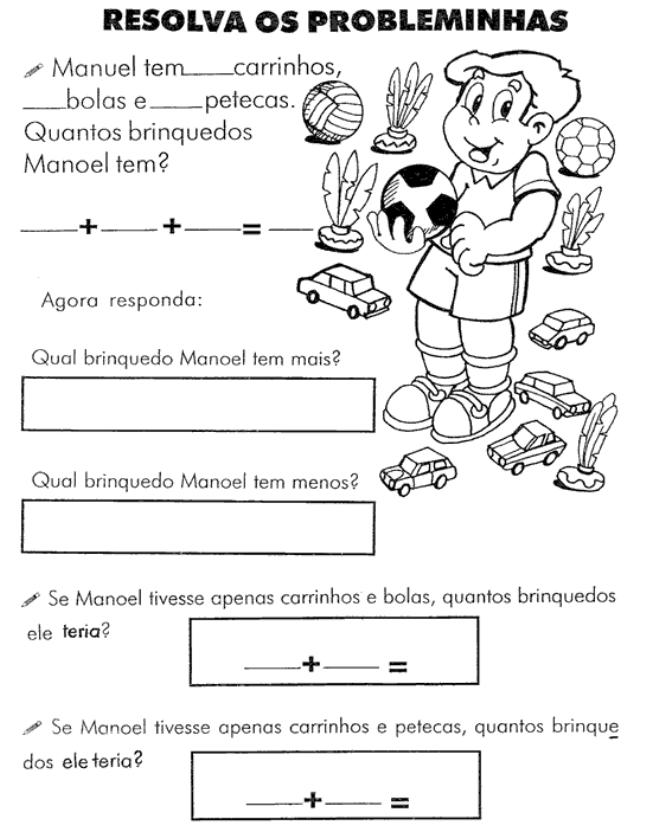 RESOLVA OS PROBLEMINHAS
Manuel tem____carrinhos,
____bolas e____petecas.
Quantos brinquedos
Manoel tem?
____+____+____=____
Agora responda:
Qual brinquedo Manoel tem mais?
Qual brinquedo Manoel tem menos?
Se Manoel tivesse apenas carrinhos e bolas, quantos brinquedos
ele teria?
____+____=
Se Manoel tivesse apenas carrinhos e petecas, quantos brinque
dos ele teria?
____+____=